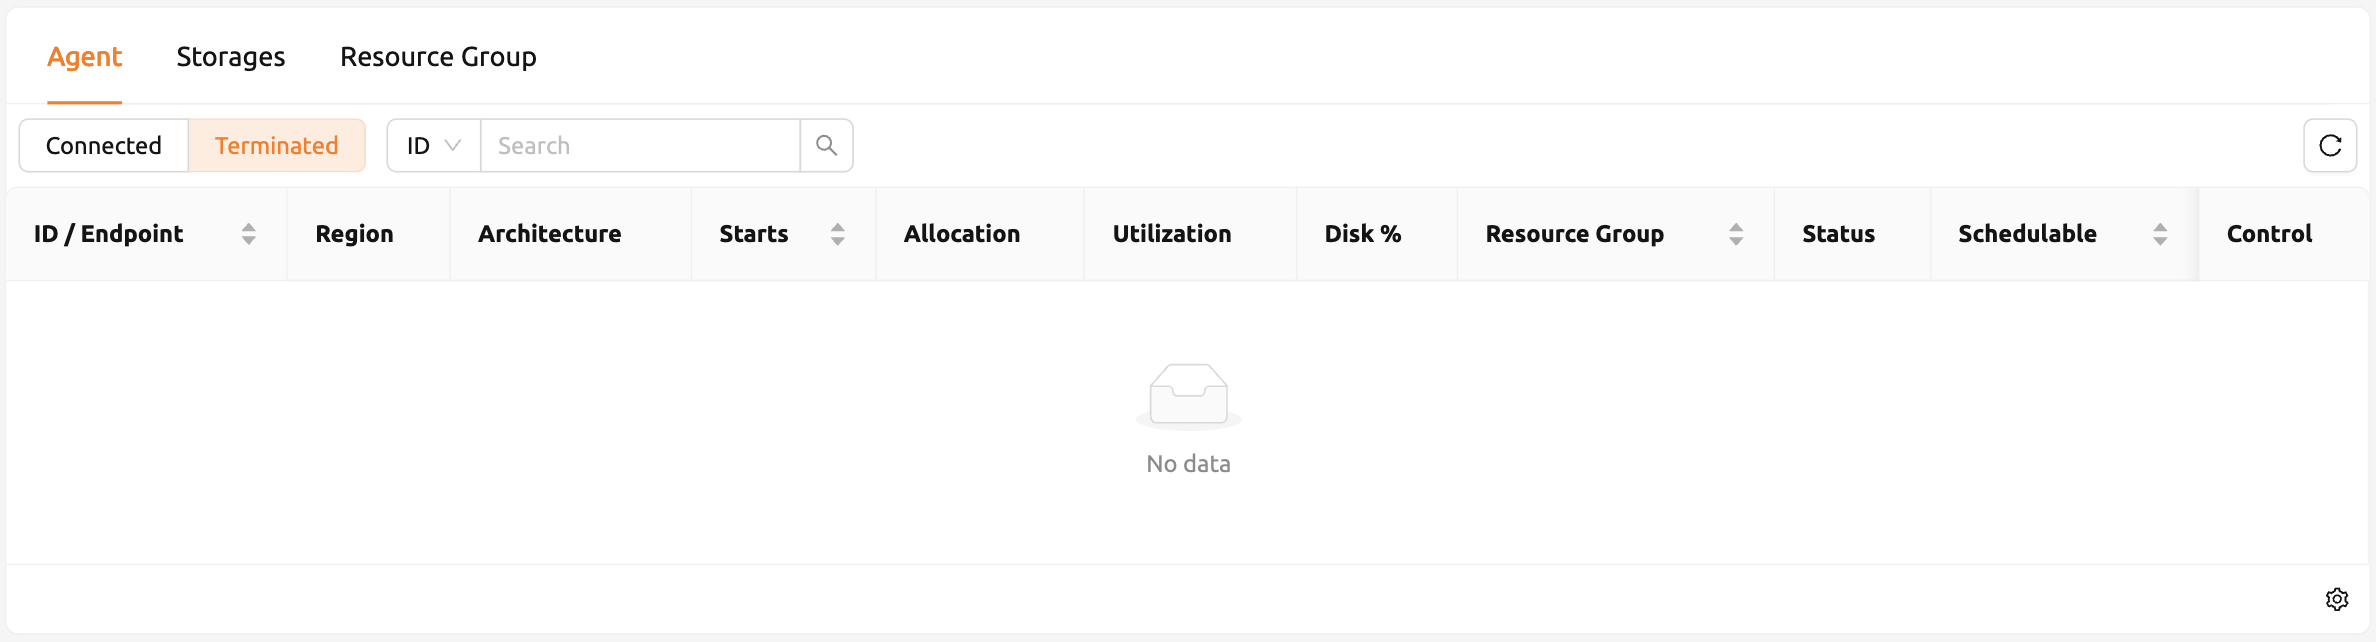 Agent Storages Resource Group
Connected Terminated ID Search
ID / Endpoint Region Architecture Starts Allocation Utilization Disk % Resource Group Status Schedulable Control
No data